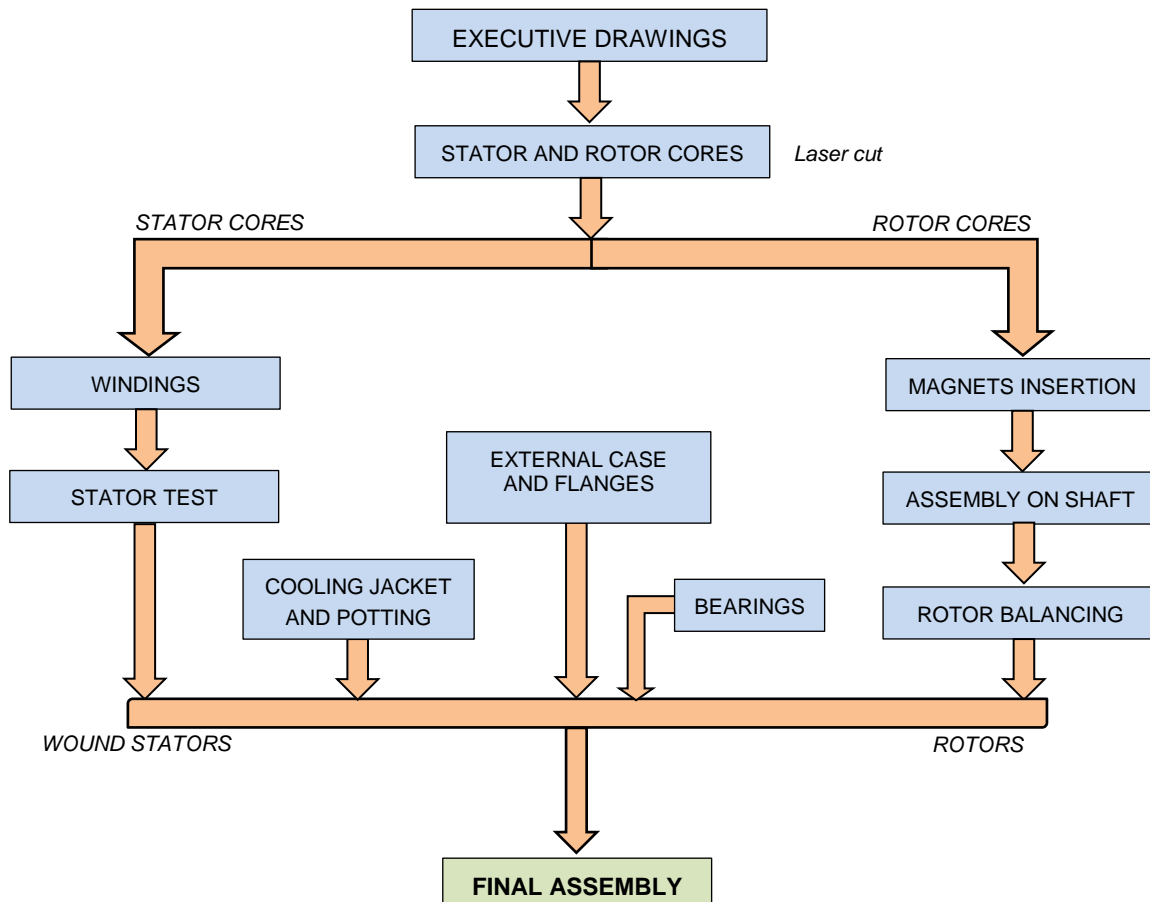 EXECUTIVE DRAWINGS
STATOR AND ROTOR CORES
Laser cut
STATOR CORES
ROTOR CORES
WINDINGS
MAGNETS INSERTION
STATOR TEST
EXTERNAL CASE
AND FLANGES
ASSEMBLY ON SHAFT
COOLING JACKET
AND POTTING
BEARINGS
ROTOR BALANCING
WOUND STATORS
ROTORS
FINAL ASSEMBLY